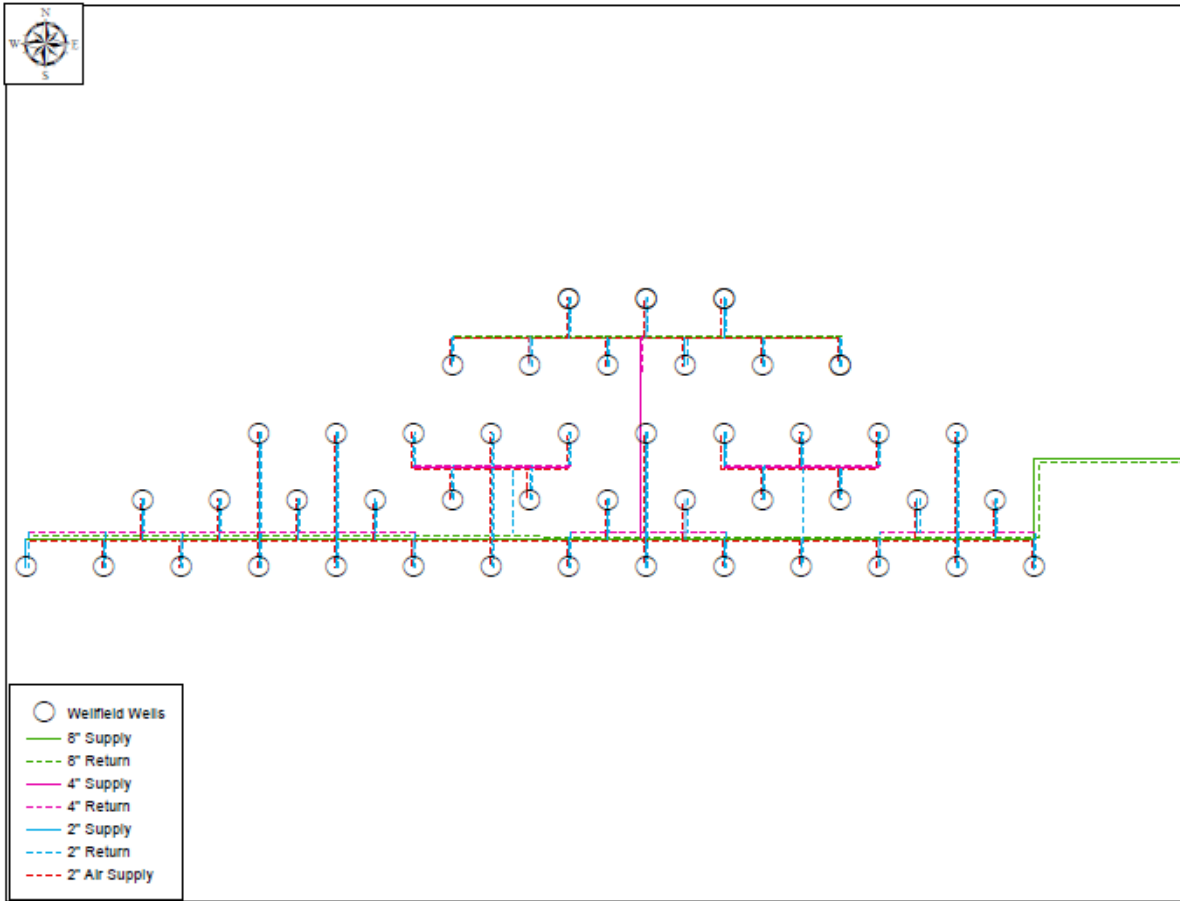 N
W E
S
Wellfield Wells
8" Supply
8" Return
4" Supply
4" Return
2" Supply
2" Return
2" Air Supply